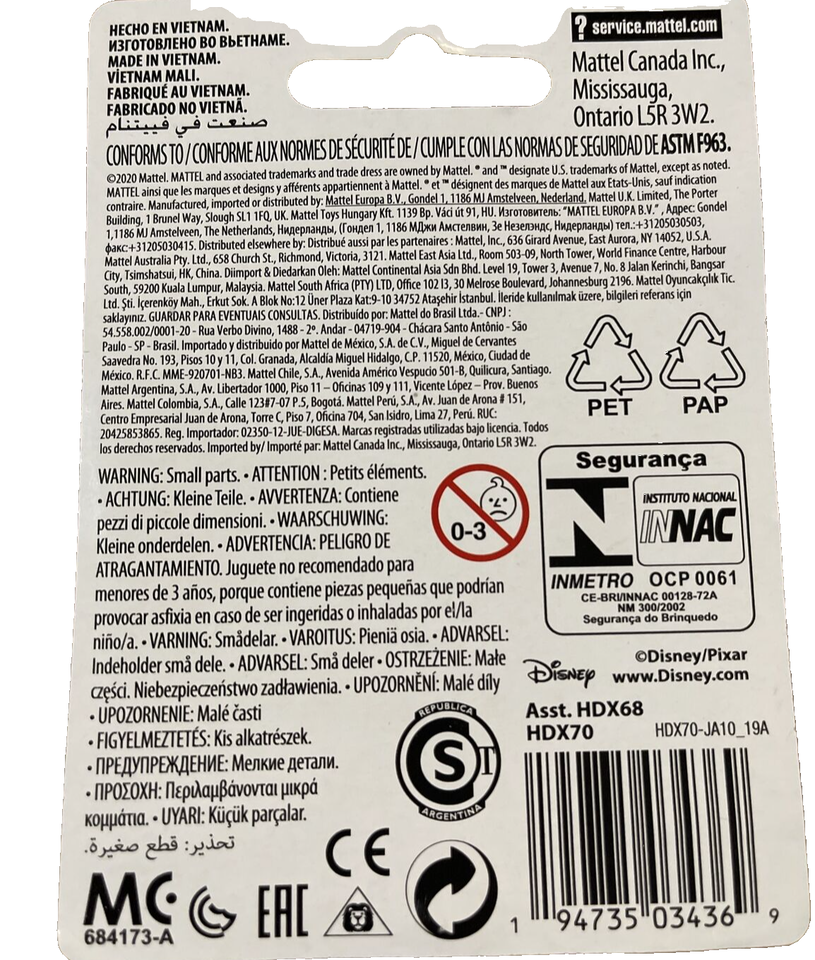 HECHO EN VIETNAM.
ИЗГОТОВЛЕНО ВО ВЬЕТНАМЕ.
MADE IN VIETNAM.
VİETNAM MALI.
FABRIQUÉ AU VIETNAM.
FABRICADO NO VIETNÃ.
صنعت في فييتنام
? service.mattel.com
Mattel Canada Inc.,
Mississauga,
Ontario L5R 3W2.
CONFORMS TO / CONFORME AUX NORMES DE SÉCURITÉ DE / CUMPLE CON LAS NORMAS DE SEGURIDAD DE ASTM F963.
©2020 Mattel. MATTEL and associated trademarks and trade dress are owned by Mattel. ® and ™ designate U.S. trademarks of Mattel, except as noted.
MATTEL ainsi que les marques et designs y afférents appartiennent à Mattel. ® et ™ désignent des marques de Mattel aux Etats-Unis, sauf indication
contraire. Manufactured, imported or distributed by: Mattel Europa B.V., Gondel 1, 1186 MJ Amstelveen, Nederland. Mattel U.K. Limited, The Porter
Building, 1 Brunel Way, Slough SL1 1FQ, UK. Mattel Toys Hungary Kft. 1139 Bp. Váci út 91, HU. Изготовитель: "MATTEL EUROPA B.V." , Адрес: Gondel
1,1186 MJ Amstelveen, The Netherlands, Нидерланды, (Гондел 1, 1186 МДжи Амстелвин, Зе Незелэндс, Нидерланды) тел.:+31205030503,
факс:+31205030415. Distributed elsewhere by: Distribué aussi par les partenaires : Mattel, Inc., 636 Girard Avenue, East Aurora, NY 14052, U.S.A.
Mattel Australia Pty. Ltd., 658 Church St., Richmond, Victoria, 3121. Mattel East Asia Ltd., Room 503-09, North Tower, World Finance Centre, Harbour
City, Tsimshatsui, HK, China. Diimport & Diedarkan Oleh: Mattel Continental Asia Sdn Bhd. Level 19, Tower 3, Avenue 7, No. 8 Jalan Kerinchi, Bangsar
South, 59200 Kuala Lumpur, Malaysia. Mattel South Africa (PTY) LTD, Office 102 I3, 30 Melrose Boulevard, Johannesburg 2196. Mattel Oyuncakçılık Tic.
Ltd. Şti. İçerenköy Mah., Erkut Sok. A Blok No:12 Üner Plaza Kat:9-10 34752 Ataşehir İstanbul. İleride kullanılmak üzere, bilgileri referans için
saklayınız. GUARDAR PARA EVENTUAIS CONSULTAS. Distribuído por: Mattel do Brasil Ltda.- CNPJ :
54.558.002/0001-20 - Rua Verbo Divino, 1488 - 2º. Andar - 04719-904 - Chácara Santo Antônio - São
Paulo - SP - Brasil. Importado y distribuido por Mattel de México, S.A. de C.V., Miguel de Cervantes
Saavedra No. 193, Pisos 10 y 11, Col. Granada, Alcaldía Miguel Hidalgo, C.P. 11520, México, Ciudad de
México. R.F.C. MME-920701-NB3. Mattel Chile, S.A., Avenida Américo Vespucio 501-B, Quilicura, Santiago.
Mattel Argentina, S.A., Av. Libertador 1000, Piso 11 – Oficinas 109 y 111, Vicente López – Prov. Buenos
Aires. Mattel Colombia, S.A., Calle 123#7-07 P.5, Bogotá. Mattel Perú, S.A., Av. Juan de Arona # 151,
Centro Empresarial Juan de Arona, Torre C, Piso 7, Oficina 704, San Isidro, Lima 27, Perú. RUC:
20425853865. Reg. Importador: 02350-12-JUE-DIGESA. Marcas registradas utilizadas bajo licencia. Todos
los derechos reservados. Imported by/ Importé par: Mattel Canada Inc., Mississauga, Ontario L5R 3W2.
PET
PAP
WARNING: Small parts. • ATTENTION : Petits éléments.
• ACHTUNG: Kleine Teile. • AVVERTENZA: Contiene
pezzi di piccole dimensioni. • WAARSCHUWING:
Kleine onderdelen. • ADVERTENCIA: PELIGRO DE
ATRAGANTAMIENTO. Juguete no recomendado para
menores de 3 años, porque contiene piezas pequeñas que podrían
provocar asfixia en caso de ser ingeridas o inhaladas por el/la
niño/a. • VARNING: Smådelar. • VAROITUS: Pieniä osia. • ADVARSEL:
Indeholder små dele. • ADVARSEL: Små deler • OSTRZEŻENIE: Małe
części. Niebezpieczeństwo zadławienia. • UPOZORNĚNÍ: Malé díly
• UPOZORNENIE: Malé časti
• FIGYELMEZTETÉS: Kis alkatrészek.
• ПРЕДУПРЕЖДЕНИЕ: Мелкие детали.
• ΠΡΟΣΟΧΗ: Περιλαμβάνονται μικρά
κομμάτια. • UYARI: Küçük parçalar.
تحذير: قطع صغيرة.
0-3
Segurança
INSTITUTO NACIONAL
INNAC
INMETRO OCP 0061
CE-BRI/INNAC 00128-72A
NM 300/2002
Segurança do Brinquedo
Disney
©Disney/Pixar
www.Disney.com
Asst. HDX68
HDX70
HDX70-JA10_19A
REPUBLICA
S T
ARGENTINA
CE
MC
684173-A
EAC
1 94735 03436 9